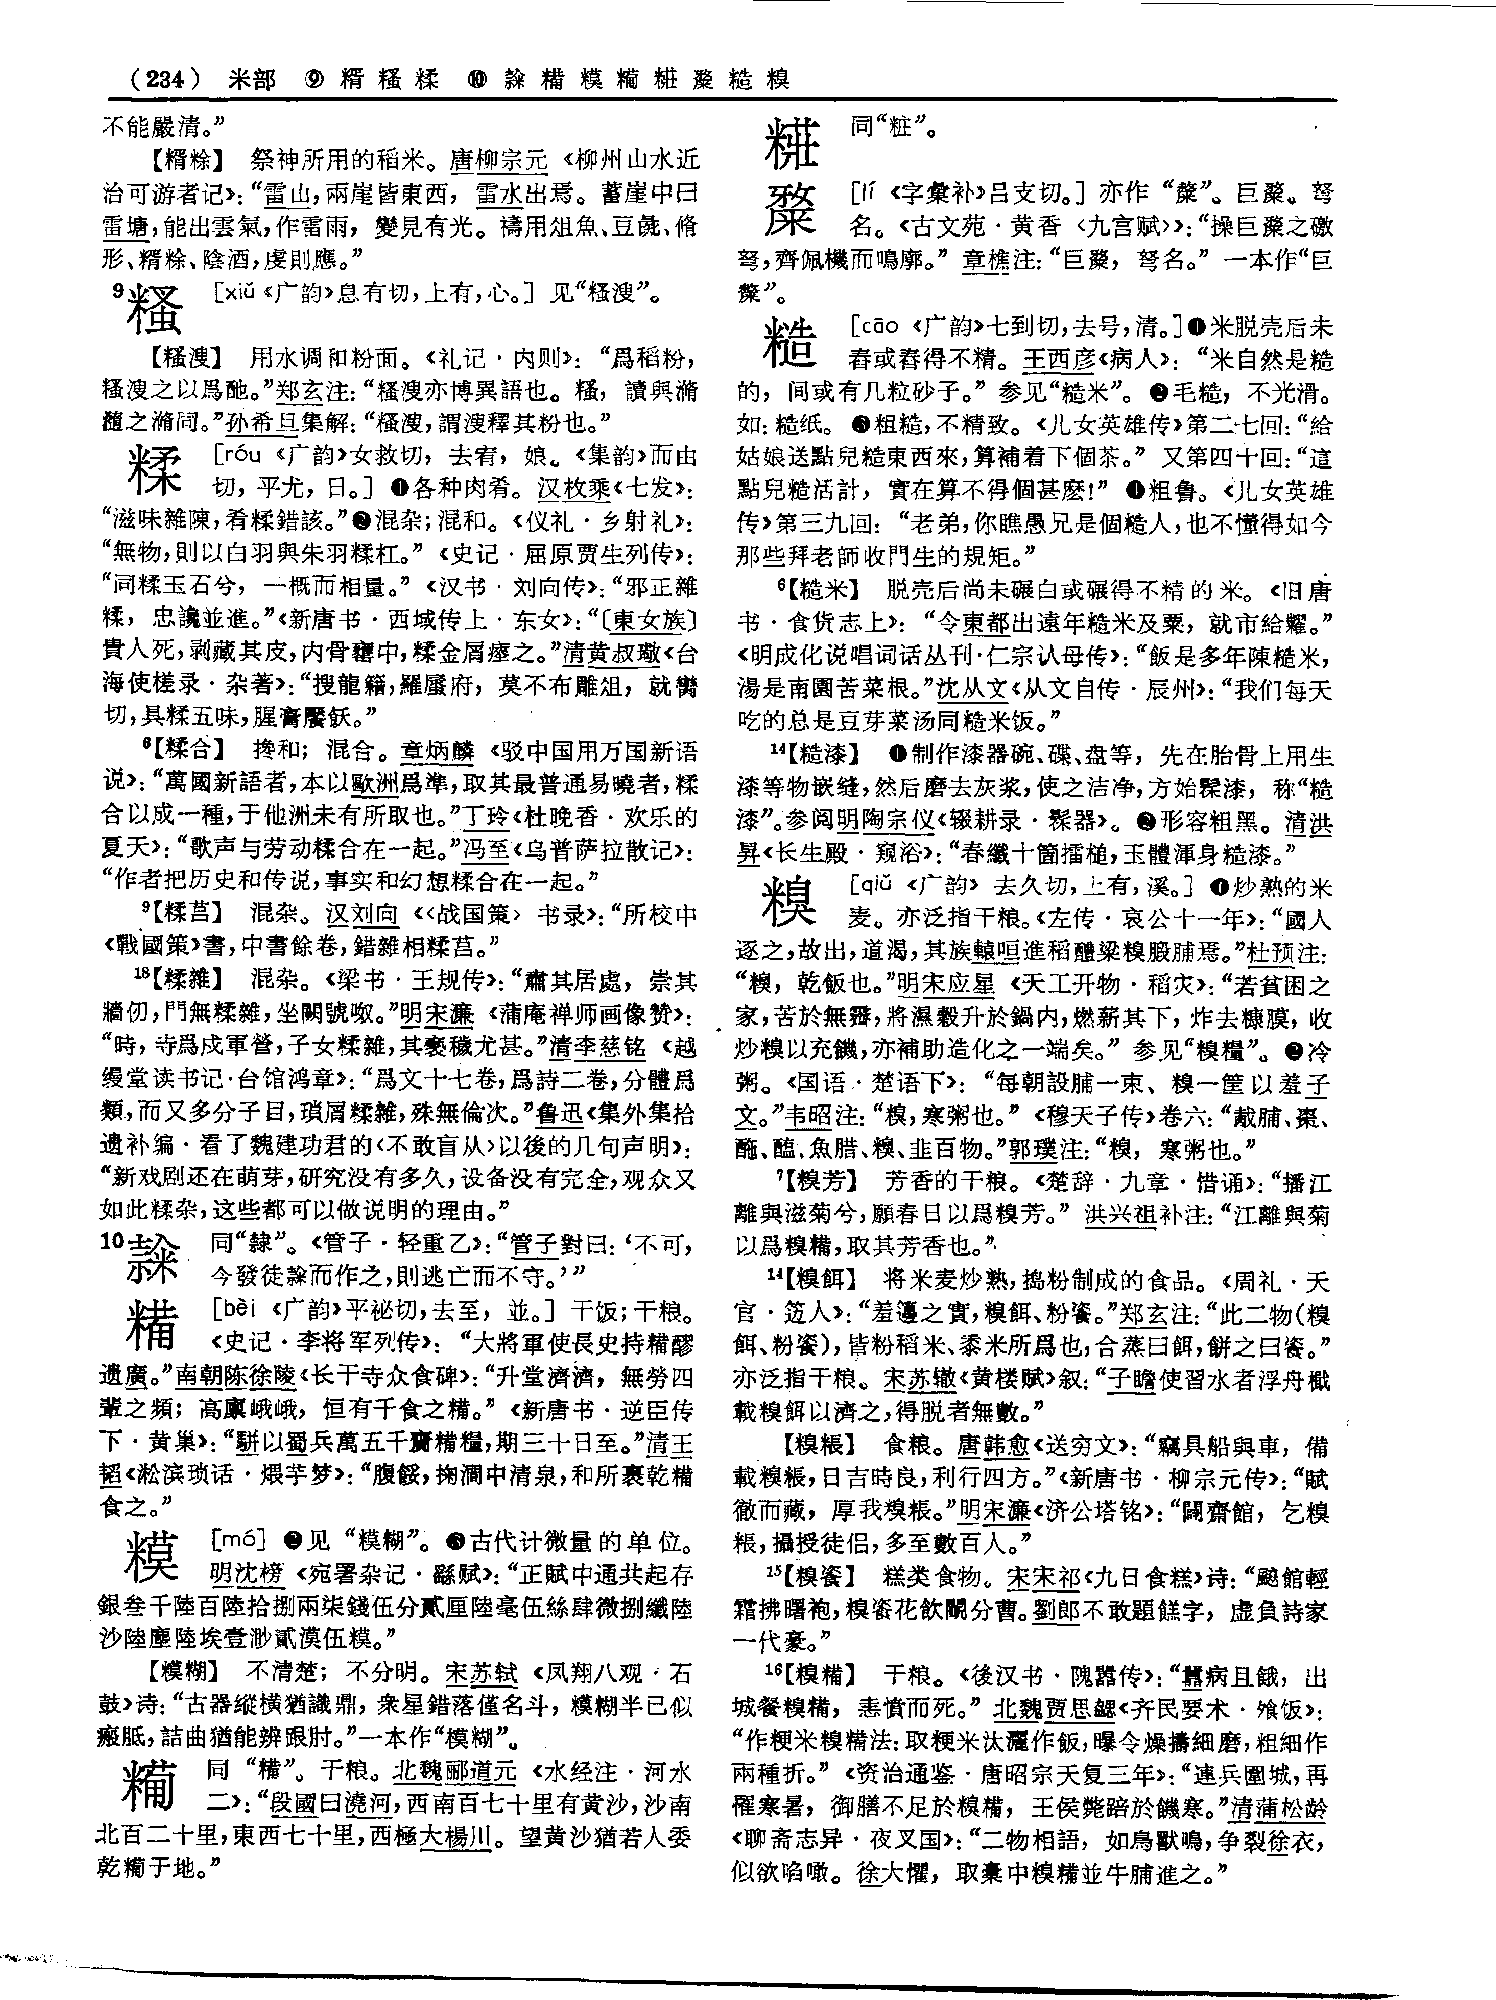 （234） 米部 ⑨ 糈 糔 糅 ⑩ 䅺 糒 糢 𥻟 糚 䊍 糙 糗
不能嚴清。”
【糈稌】 祭神所用的稻米。唐柳宗元《柳州山水近
治可游者记》：“雷山，兩崖皆東西，雷水出焉。蓄崖中曰
雷塘，能出雲氣，作雷雨，變見有光。禱用俎魚、豆彘、脩
形、糈稌、陰酒，虔則應。”
9糔 ［xiǔ《广韵》息有切，上有，心。］见“糔溲”。
【糔溲】 用水调和粉面。《礼记·内则》：“爲稻粉，
糔溲之以爲酏。”郑玄注：“糔溲亦博異語也。糔，讀與滫
瀡之滫同。”孙希旦集解：“糔溲，謂溲釋其粉也。”
糅 ［róu《广韵》女救切，去宥，娘。《集韵》而由
切，平尤，日。］❶各种肉肴。汉枚乘《七发》：
“滋味雜陳，肴糅錯該。”❷混杂；混和。《仪礼·乡射礼》：
“無物，則以白羽與朱羽糅杠。”《史记·屈原贾生列传》：
“同糅玉石兮，一概而相量。”《汉书·刘向传》：“邪正雜
糅，忠讒並進。”《新唐书·西域传上·东女》：“〔東女族〕
貴人死，剥藏其皮，内骨甕中，糅金屑瘞之。”清黄叔璥《台
海使槎录·杂著》：“搜龍籍，羅蜃府，莫不布雕俎，就臠
切，具糅五味，腥膏饜飫。”
6【糅合】 搀和；混合。章炳麟《驳中国用万国新语
说》：“萬國新語者，本以歐洲爲準，取其最普通易曉者，糅
合以成一種，于他洲未有所取也。”丁玲《杜晚香·欢乐的
夏天》：“歌声与劳动糅合在一起。”冯至《乌普萨拉散记》：
“作者把历史和传说，事实和幻想糅合在一起。”
9【糅莒】 混杂。汉刘向《〈战国策〉书录》：“所校中
《戰國策》書，中書餘卷，錯雜相糅莒。”
18【糅雜】 混杂。《梁书·王规传》：“肅其居處，崇其
牆仞，門無糅雜，坐闕號呶。”明宋濂《蒲庵禅师画像赞》：
“時，寺爲戍軍營，子女糅雜，其褻穢尤甚。”清李慈铭《越
缦堂读书记·台馆鸿章》：“爲文十七卷，爲詩二卷，分體爲
類，而又多分子目，瑣屑糅雜，殊無倫次。”鲁迅《集外集拾
遗补编·看了魏建功君的〈不敢盲从〉以後的几句声明》：
“新戏剧还在萌芽，研究没有多久，设备没有完全，观众又
如此糅杂，这些都可以做说明的理由。”
10 同“隸”。《管子·轻重乙》：“管子對曰：‘不可，
今發徒而作之，則逃亡而不守。’”
糒 ［bèi《广韵》平祕切，去至，並。］干饭；干粮。
《史记·李将军列传》：“大將軍使長史持糒醪
遗廣。”南朝陈徐陵《长干寺众食碑》：“升堂濟濟，無勞四
輩之頻；高廪峨峨，恒有千食之糒。”《新唐书·逆臣传
下·黄巢》：“騈以蜀兵萬五千賫糒糧，期三十日至。”清王
韬《淞滨琐话·煨芋梦》：“腹餒，掬澗中清泉，和所裹乾糒
食之。”
糢 ［mó］❷见“糢糊”。❸古代计微量的单位。
明沈榜《宛署杂记·繇赋》：“正賦中通共起存
銀叁千陸百陸拾捌兩柒錢伍分貳厘陸毫伍絲肆微捌纖陸
沙陸塵陸埃壹渺貳漠伍糢。”
【糢糊】 不清楚；不分明。宋苏轼《凤翔八观·石
鼓》诗：“古器縱橫猶識鼎，衆星錯落僅名斗，糢糊半已似
瘢胝，詰曲猶能辨跟肘。”一本作“模糊”。
𥻟 同“糒”。干粮。北魏郦道元《水经注·河水
二》：“段國曰澆河，西南百七十里有黄沙，沙南
北百二十里，東西七十里，西極大楊川。望黄沙猶若人委
乾𥻟于地。”
糚 同“粧”。
䊍 ［lí《字彙补》吕支切。］亦作“𥽸”。巨䊍。弩
名。《古文苑·黄香〈九宫赋〉》：“操巨䊍之礉
弩，齊佩機而鳴廓。”章樵注：“巨䊍，弩名。”一本作“巨
糙 ［cāo《广韵》七到切，去号，清。］❶米脱壳后未
舂或舂得不精。王西彦《病人》：“米自然是糙
的，间或有几粒砂子。”参见“糙米”。❷毛糙，不光滑。
如：糙纸。❸粗糙，不精致。《儿女英雄传》第二七回：“给
姑娘送點兒糙東西來，算補着下個茶。”又第四十回：“這
點兒糙活計，實在算不得個甚麽！”❹粗鲁。《儿女英雄
传》第三九回：“老弟，你瞧愚兄是個糙人，也不懂得如今
那些拜老師收門生的規矩。”
6【糙米】 脱壳后尚未碾白或碾得不精的米。《旧唐
书·食货志上》：“令東都出遠年糙米及粟，就市給糶。”
《明成化说唱词话丛刊·仁宗认母传》：“飯是多年陳糙米，
湯是南園苦菜根。”沈从文《从文自传·辰州》：“我们每天
吃的总是豆芽菜汤同糙米饭。”
14【糙漆】 ❶制作漆器碗、碟、盘等，先在胎骨上用生
漆等物嵌缝，然后磨去灰浆，使之洁净，方始髹漆，称“糙
漆”。参阅明陶宗仪《辍耕录·髹器》。❷形容粗黑。清洪
昇《长生殿·窥浴》：“春纖十箇擂槌，玉體渾身糙漆。”
糗 ［qiǔ《广韵》去久切，上有，溪。］❶炒熟的米
麦。亦泛指干粮。《左传·哀公十一年》：“國人
逐之，故出，道渴，其族轅咺進稻醴粱糗腶脯焉。”杜预注：
“糗，乾飯也。”明宋应星《天工开物·稻灾》：“若貧困之
家，苦於無霽，將濕穀升於鍋内，燃薪其下，炸去糠膜，收
炒糗以充饑，亦補助造化之一端矣。”参见“糗糧”。❷冷
粥。《国语·楚语下》：“每朝設脯一束、糗一筐以羞子
文。”韦昭注：“糗，寒粥也。”《穆天子传》卷六：“戴脯、棗、
酏、醢、魚腊、糗、韭百物。”郭璞注：“糗，寒粥也。”
7【糗芳】 芳香的干粮。《楚辞·九章·惜诵》：“播江
離與滋菊兮，願春日以爲糗芳。”洪兴祖补注：“江離與菊
以爲糗糒，取其芳香也。”
14【糗餌】 将米麦炒熟，捣粉制成的食品。《周礼·天
官·笾人》：“羞籩之實，糗餌、粉餈。”郑玄注：“此二物（糗
餌、粉餈），皆粉稻米、黍米所爲也，合蒸曰餌，餅之曰餈。”
亦泛指干粮。宋苏辙《黄楼赋》叙：“子瞻使習水者浮舟檝
載糗餌以濟之，得脱者無數。”
【糗粻】 食粮。唐韩愈《送穷文》：“竊具船與車，備
載糗粻，日吉時良，利行四方。”《新唐书·柳宗元传》：“賦
徹而藏，厚我糗粻。”明宋濂《济公塔铭》：“闢齋館，乞糗
粻，攝授徒侣，多至數百人。”
15【糗餈】 糕类食物。宋宋祁《九日食糕》诗：“飈館輕
霜拂曙袍，糗餈花飲鬭分曹。劉郎不敢題餻字，虚負詩家
一代豪。”
16【糗糒】 干粮。《後汉书·隗嚣传》：“囂病且餓，出
城餐糗糒，恚憤而死。”北魏贾思勰《齐民要术·飧饭》：
“作粳米糗糒法：取粳米汰灑作飯，曝令燥擣細磨，粗細作
兩種折。”《资治通鉴·唐昭宗天复三年》：“連兵圍城，再
罹寒暑，御膳不足於糗糒，王侯斃踣於饑寒。”清蒲松龄
《聊斋志异·夜叉国》：“二物相語，如鳥獸鳴，争裂徐衣，
似欲啗噉。徐大懼，取橐中糗糒並牛脯進之。”